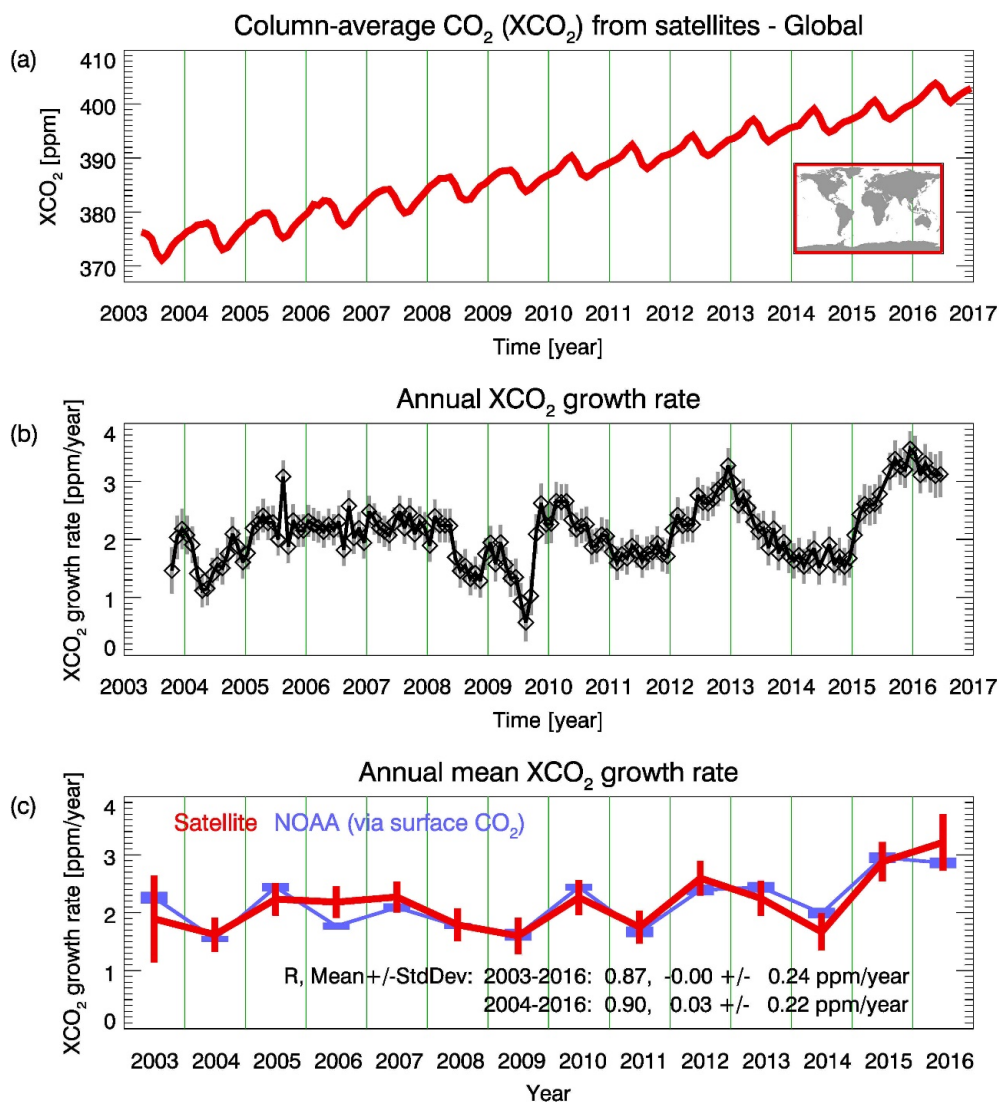 Column-average CO₂ (XCO₂) from satellites - Global
(a)
XCO₂ [ppm]
410
400
390
380
370
2003 2004 2005 2006 2007 2008 2009 2010 2011 2012 2013 2014 2015 2016 2017
Time [year]
Annual XCO₂ growth rate
(b)
XCO₂ growth rate [ppm/year]
4
3
2
1
0
2003 2004 2005 2006 2007 2008 2009 2010 2011 2012 2013 2014 2015 2016 2017
Time [year]
Annual mean XCO₂ growth rate
(c)
XCO₂ growth rate [ppm/year]
4
3
2
1
0
Satellite NOAA (via surface CO₂)
R, Mean+/-StdDev: 2003-2016: 0.87, -0.00 +/- 0.24 ppm/year
2004-2016: 0.90, 0.03 +/- 0.22 ppm/year
2003 2004 2005 2006 2007 2008 2009 2010 2011 2012 2013 2014 2015 2016
Year